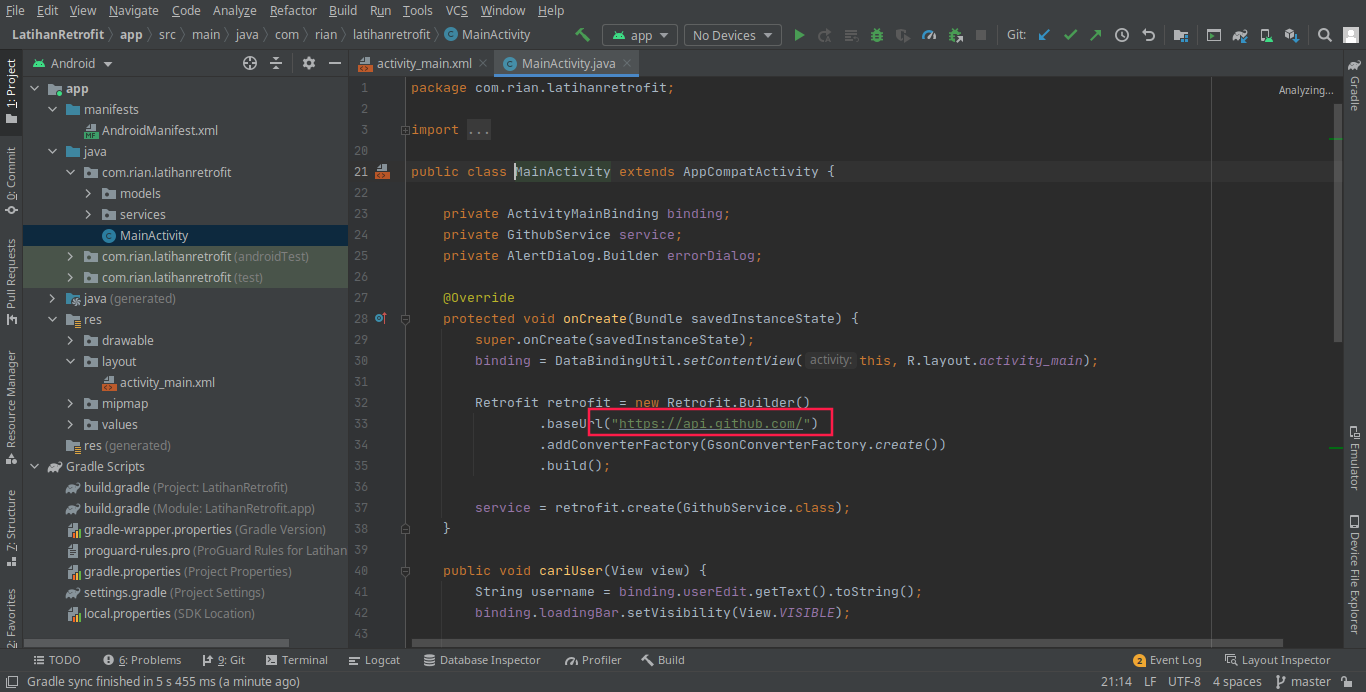 File Edit View Navigate Code Analyze Refactor Build Run Tools VCS Window Help
LatihanRetrofit app src main java com rian latihanretrofit MainActivity app No Devices Git:
Android activity_main.xml MainActivity.java
1: Project
0: Commit
Pull Requests
Resource Manager
7: Structure
2: Favorites
app
manifests
AndroidManifest.xml
java
com.rian.latihanretrofit
models
services
MainActivity
com.rian.latihanretrofit (androidTest)
com.rian.latihanretrofit (test)
java (generated)
res
drawable
layout
activity_main.xml
mipmap
values
res (generated)
Gradle Scripts
build.gradle (Project: LatihanRetrofit)
build.gradle (Module: LatihanRetrofit.app)
gradle-wrapper.properties (Gradle Version)
proguard-rules.pro (ProGuard Rules for Latihan
gradle.properties (Project Properties)
settings.gradle (Project Settings)
local.properties (SDK Location)
1 package com.rian.latihanretrofit;
Analyzing...
2
3 import ...
20
21 public class MainActivity extends AppCompatActivity {
22
23 private ActivityMainBinding binding;
24 private GithubService service;
25 private AlertDialog.Builder errorDialog;
26
27 @Override
28 protected void onCreate(Bundle savedInstanceState) {
29 super.onCreate(savedInstanceState);
30 binding = DataBindingUtil.setContentView( activity: this, R.layout.activity_main);
31
32 Retrofit retrofit = new Retrofit.Builder()
33 .baseUrl("https://api.github.com/")
34 .addConverterFactory(GsonConverterFactory.create())
35 .build();
36
37 service = retrofit.create(GithubService.class);
38 }
39
40 public void cariUser(View view) {
41 String username = binding.userEdit.getText().toString();
42 binding.loadingBar.setVisibility(View.VISIBLE);
43
Gradle
Emulator
Device File Explorer
TODO 6: Problems 9: Git Terminal Logcat Database Inspector Profiler Build 2 Event Log Layout Inspector
Gradle sync finished in 5 s 455 ms (a minute ago) 21:14 LF UTF-8 4 spaces master